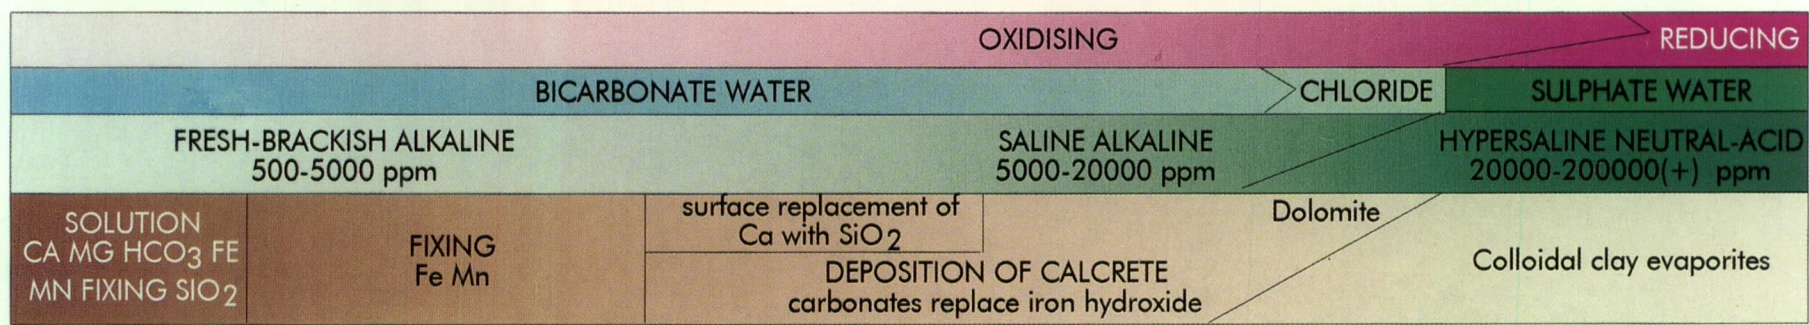 OXIDISING
REDUCING
BICARBONATE WATER
CHLORIDE
SULPHATE WATER
FRESH-BRACKISH ALKALINE
500-5000 ppm
SALINE ALKALINE
5000-20000 ppm
HYPERSALINE NEUTRAL-ACID
20000-200000(+) ppm
SOLUTION
CA MG HCO3 FE
MN FIXING SIO2
FIXING
Fe Mn
surface replacement of
Ca with SiO2
DEPOSITION OF CALCRETE
carbonates replace iron hydroxide
Dolomite
Colloidal clay evaporites